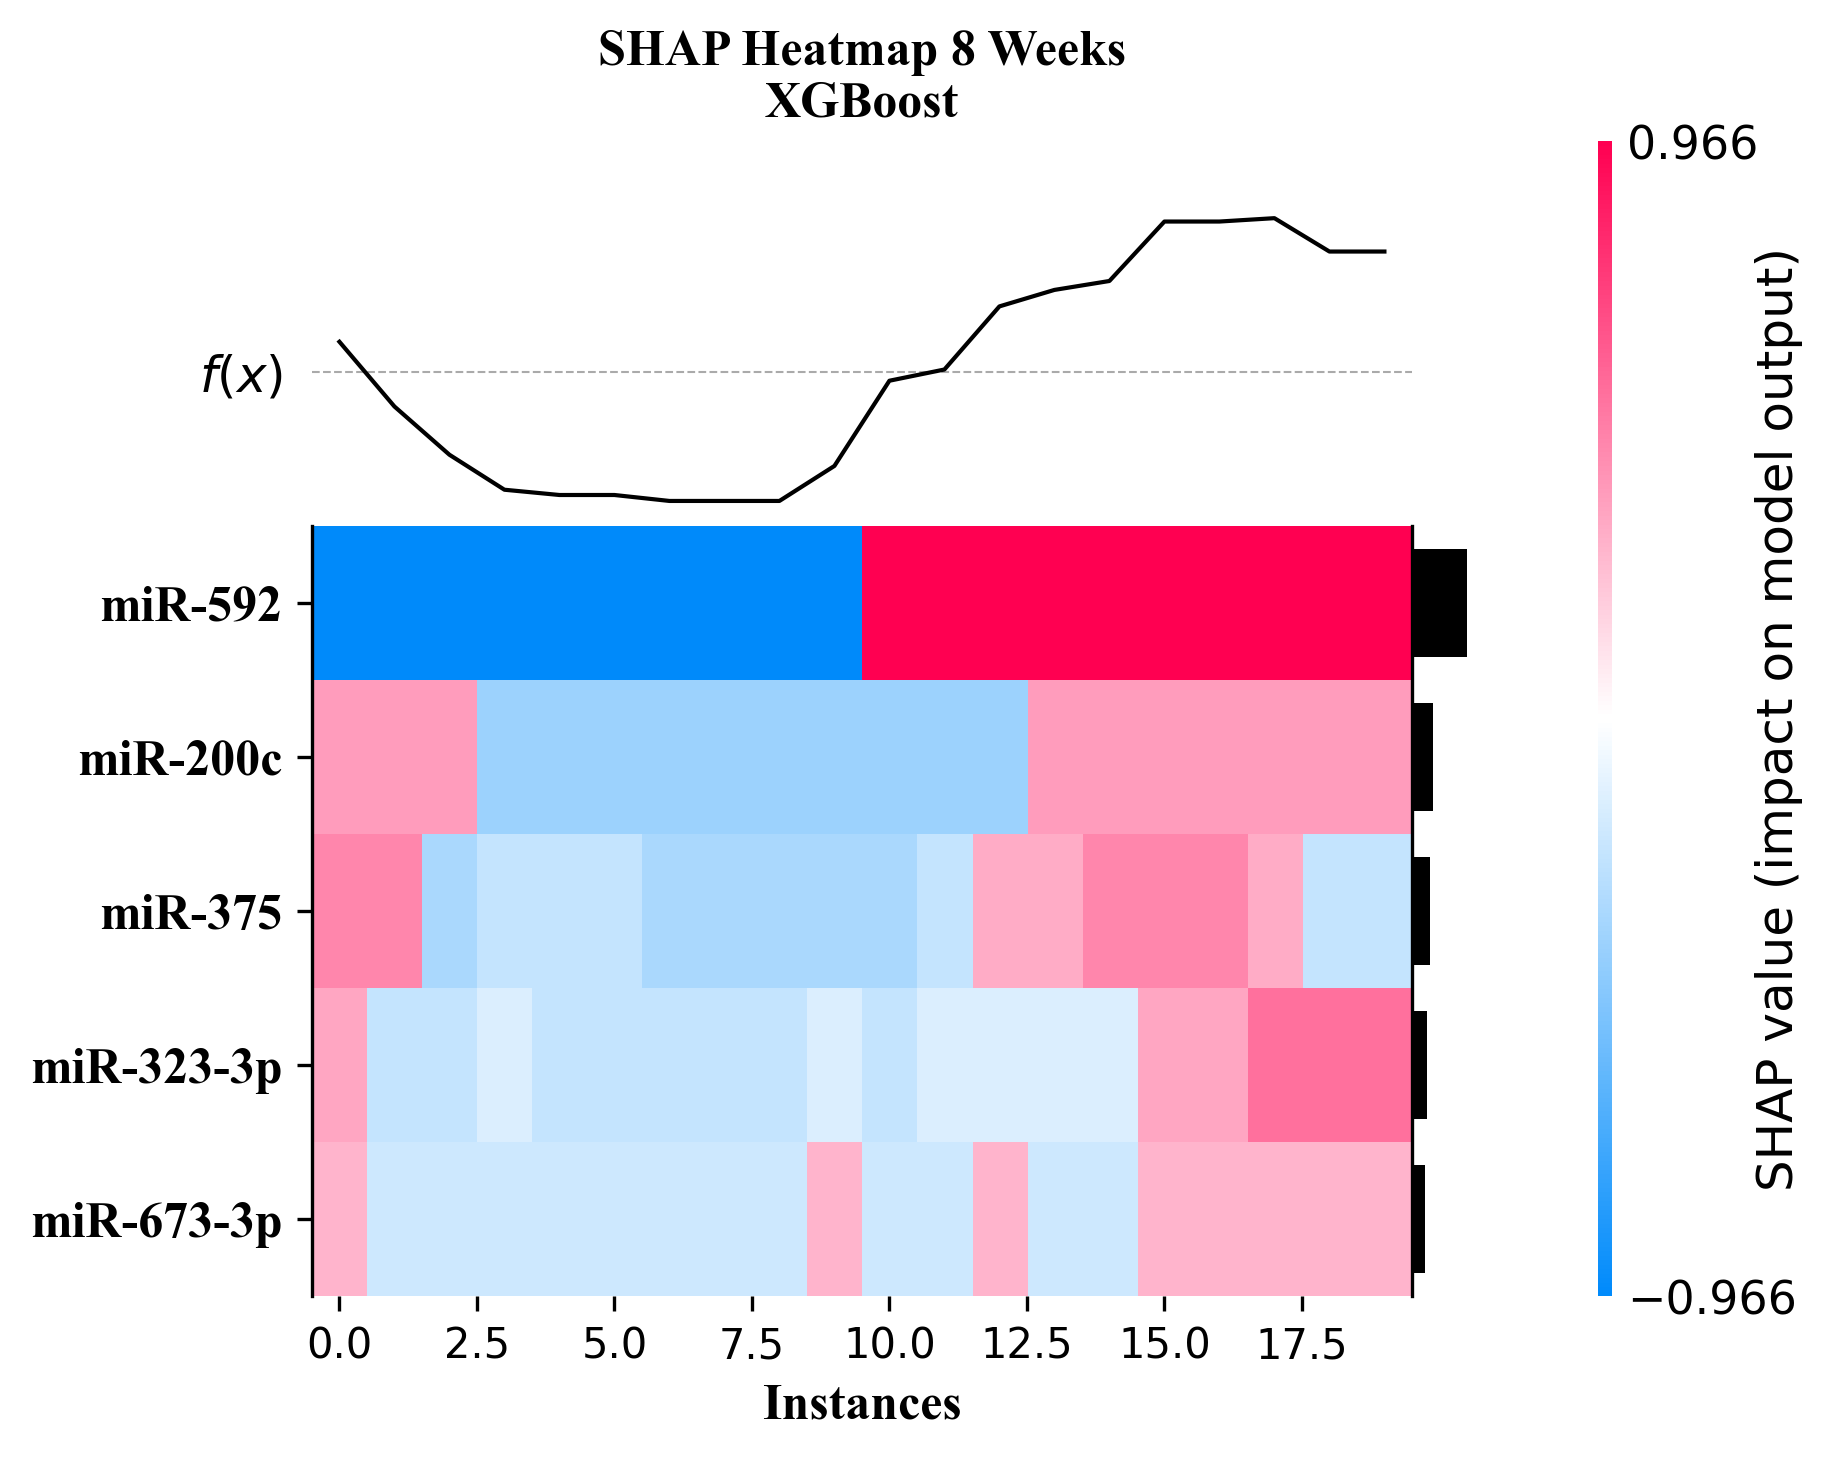 SHAP Heatmap 8 Weeks
XGBoost
0.966
f(x)
miR-592
miR-200c
miR-375
miR-323-3p
miR-673-3p
SHAP value (impact on model output)
−0.966
0.0 2.5 5.0 7.5 10.0 12.5 15.0 17.5
Instances